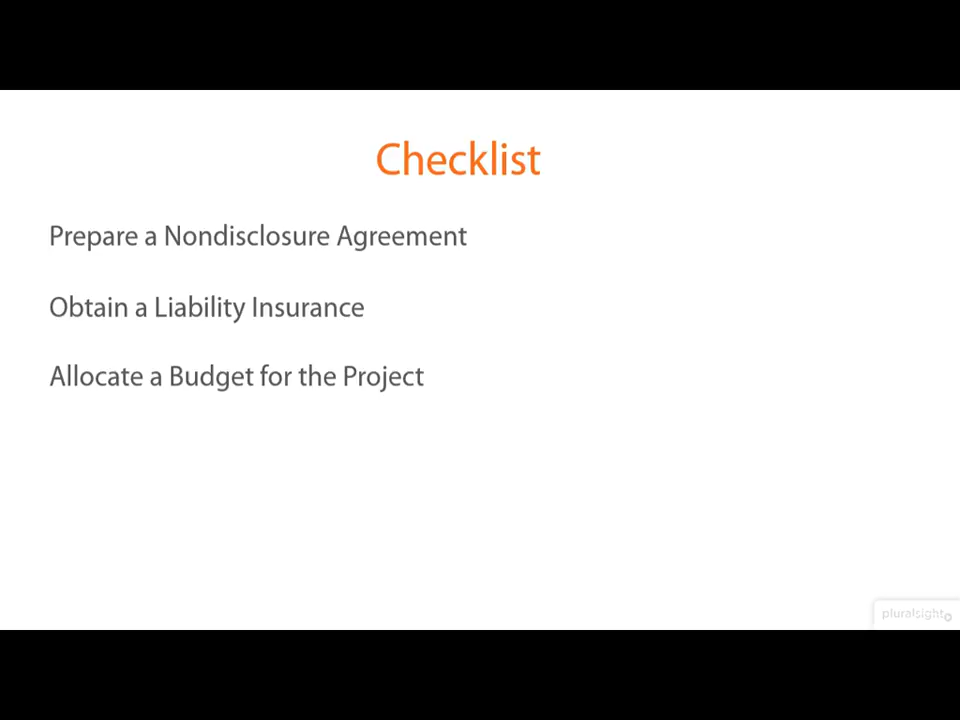 Checklist
Prepare a Nondisclosure Agreement
Obtain a Liability Insurance
Allocate a Budget for the Project
pluralsight